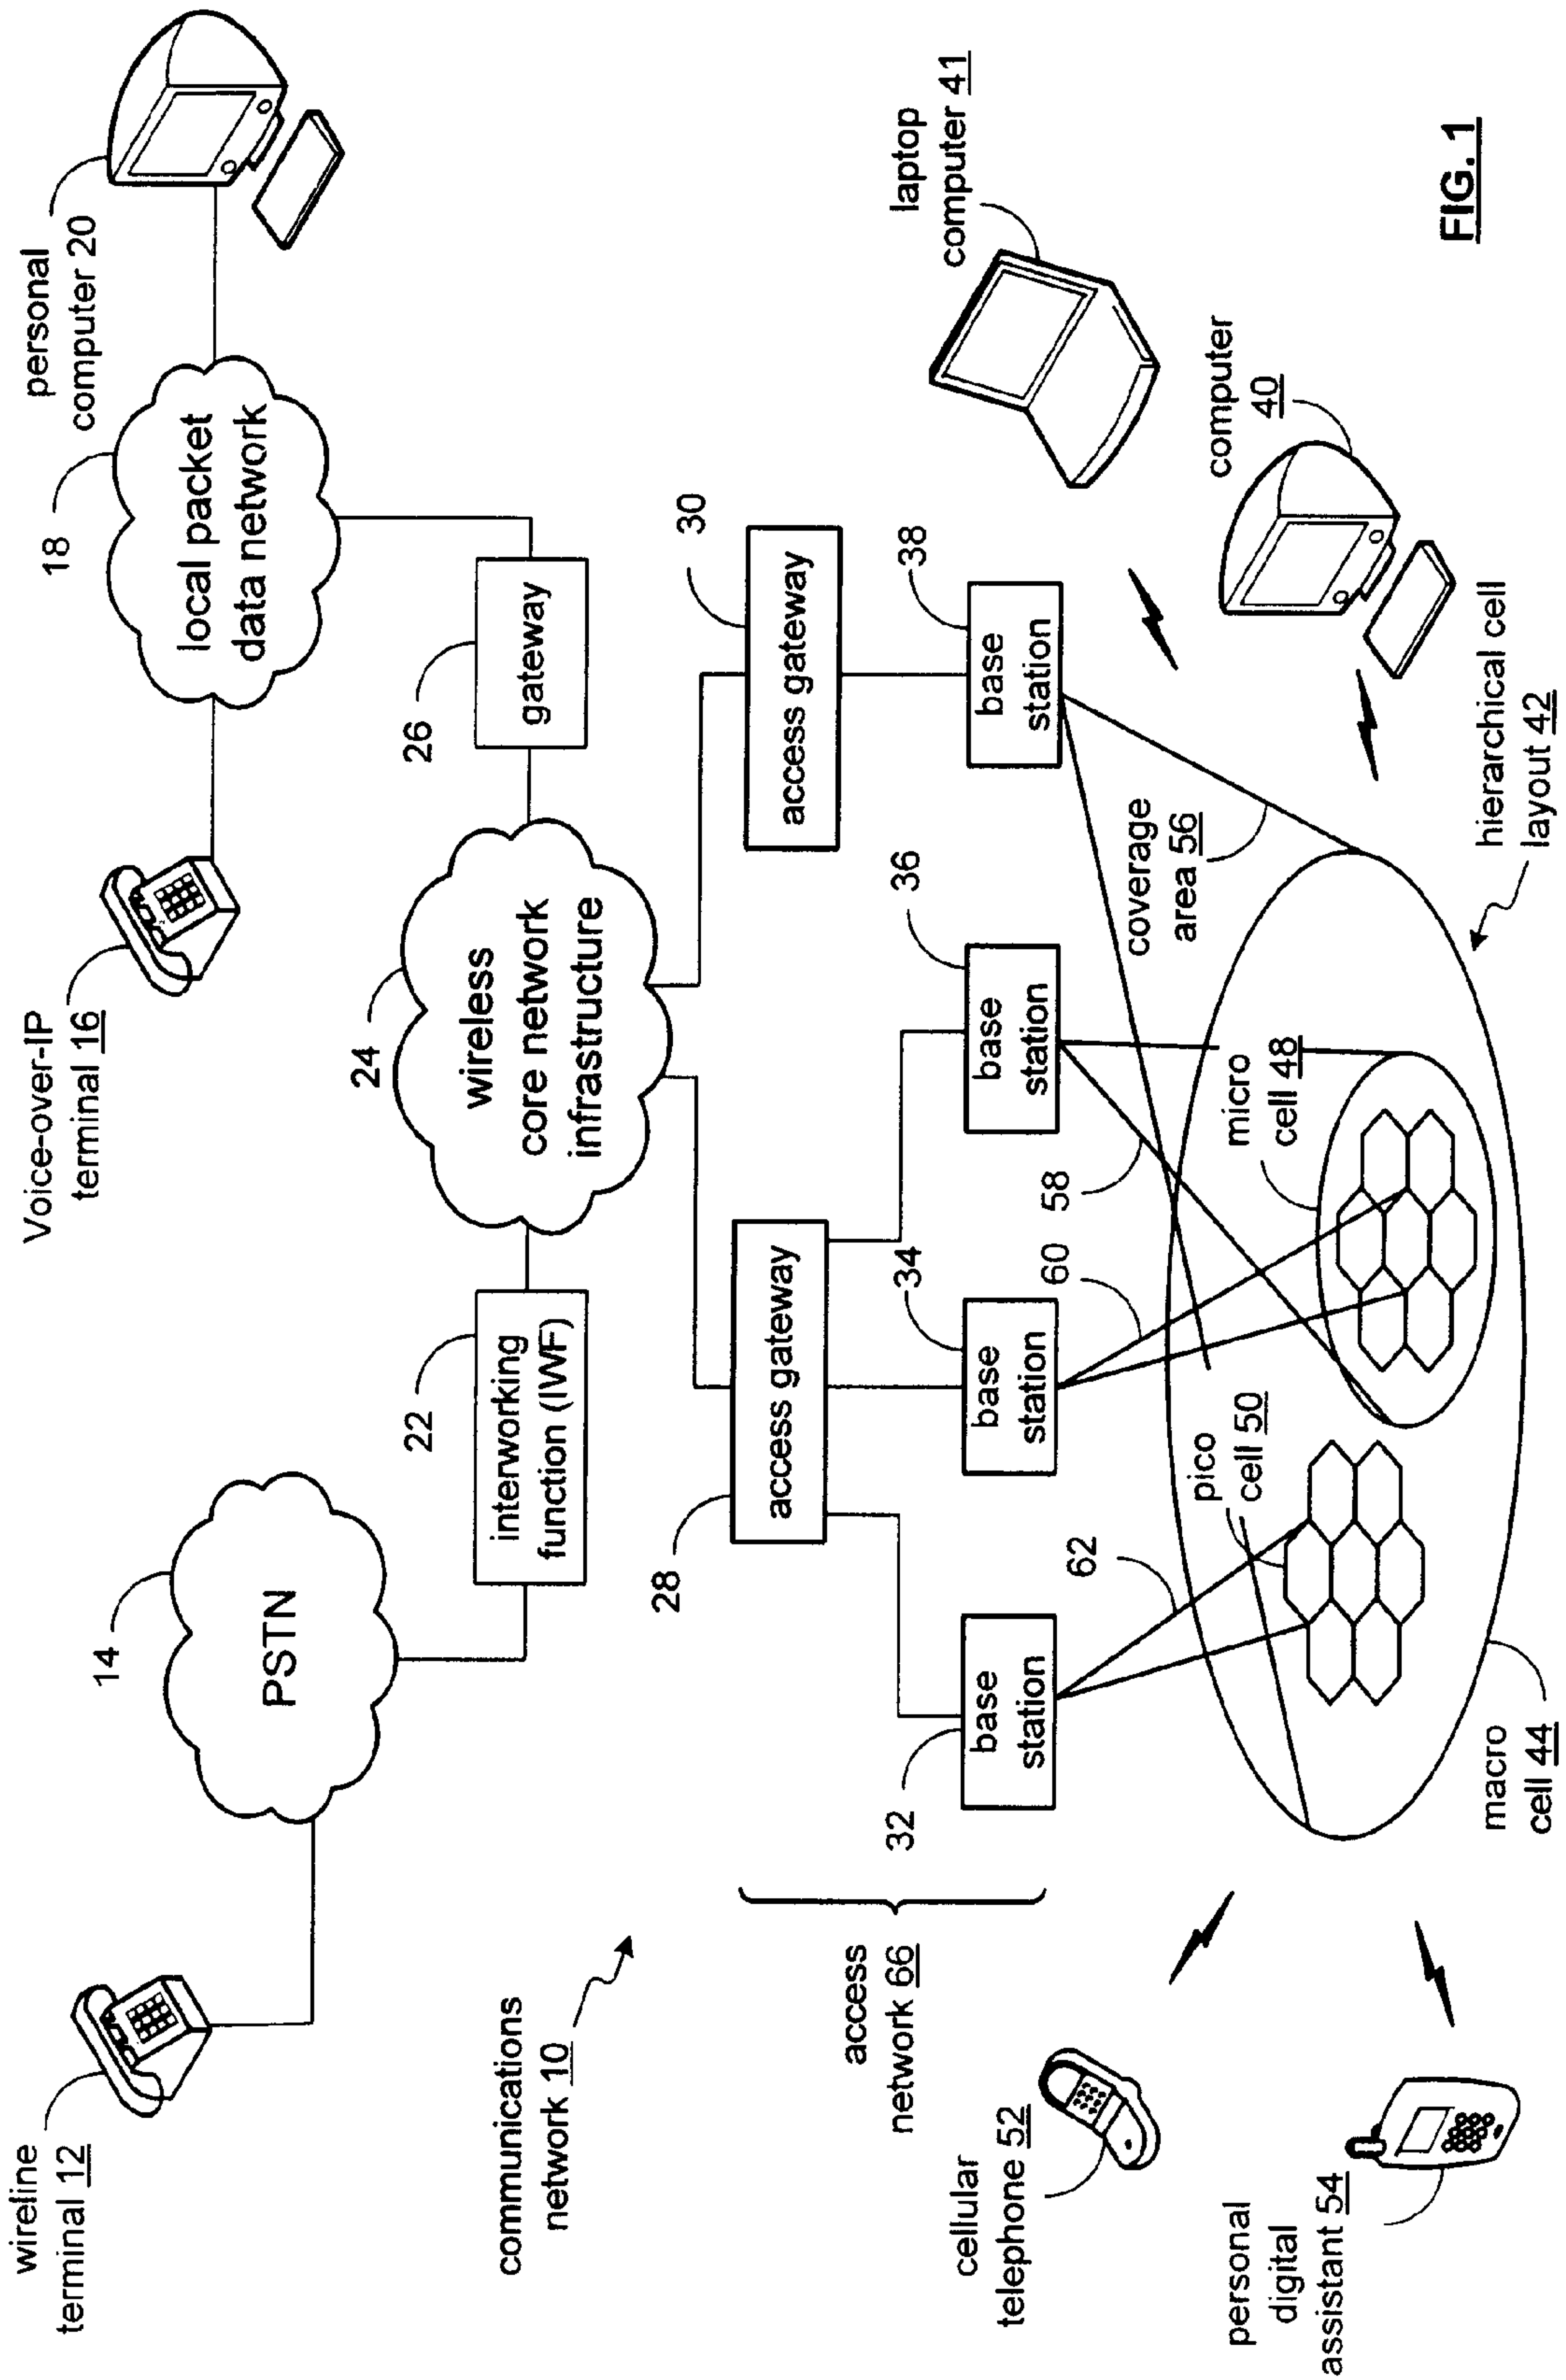 wireline
terminal 12
14
PSTN
Voice-over-IP
terminal 16
18
local packet
data network
personal
computer 20
22
interworking
function (IWF)
24
wireless
core network
infrastructure
26
gateway
communications
network 10
28
access gateway
30
access gateway
access
network 66
32
base
station
34
base
station
36
base
station
38
base
station
laptop
computer 41
cellular
telephone 52
62
60
58
coverage
area 56
computer
40
pico
cell 50
micro
cell 48
personal
digital
assistant 54
macro
cell 44
hierarchical cell
layout 42
FIG. 1